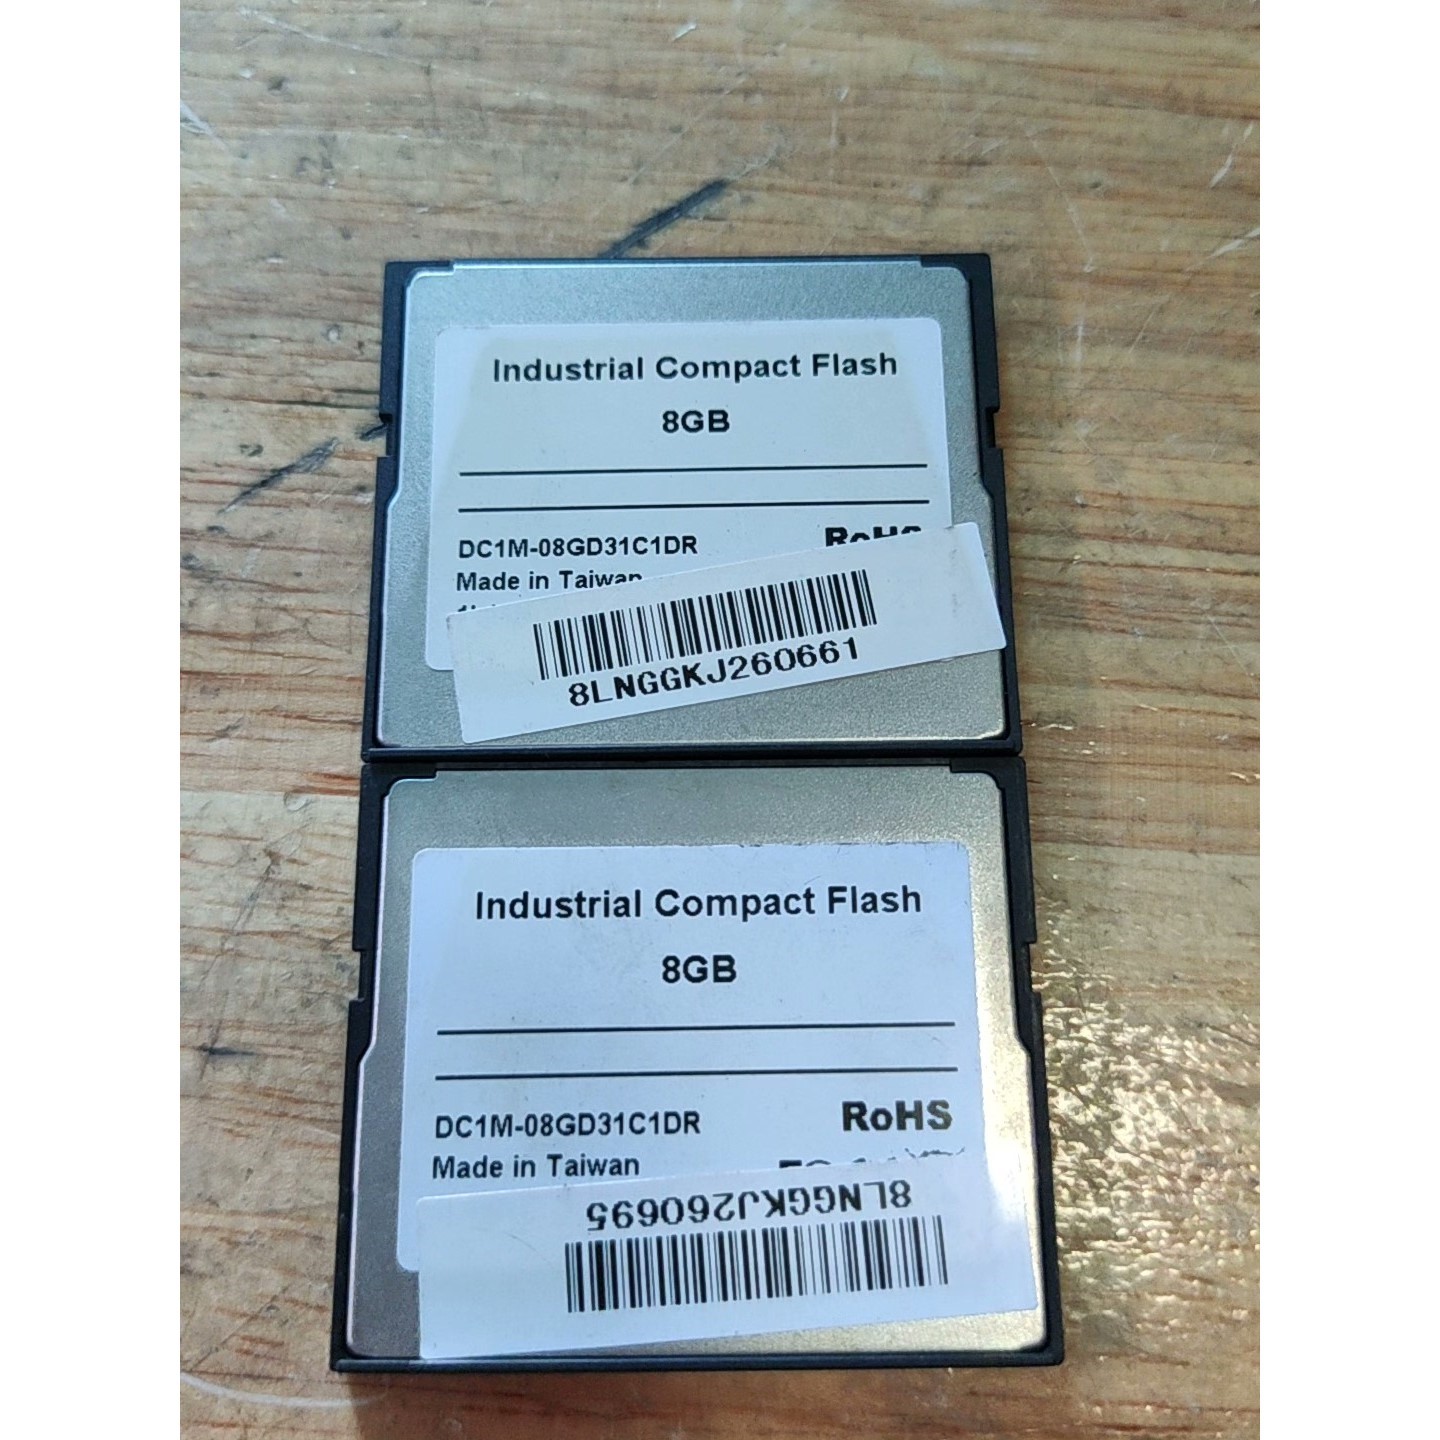 Industrial Compact Flash
8GB
DC1M-08GD31C1DR
RoHS
Made in Taiwan
8LNGGKJ260661
Industrial Compact Flash
8GB
DC1M-08GD31C1DR
RoHS
Made in Taiwan
8LNGGKJ260695